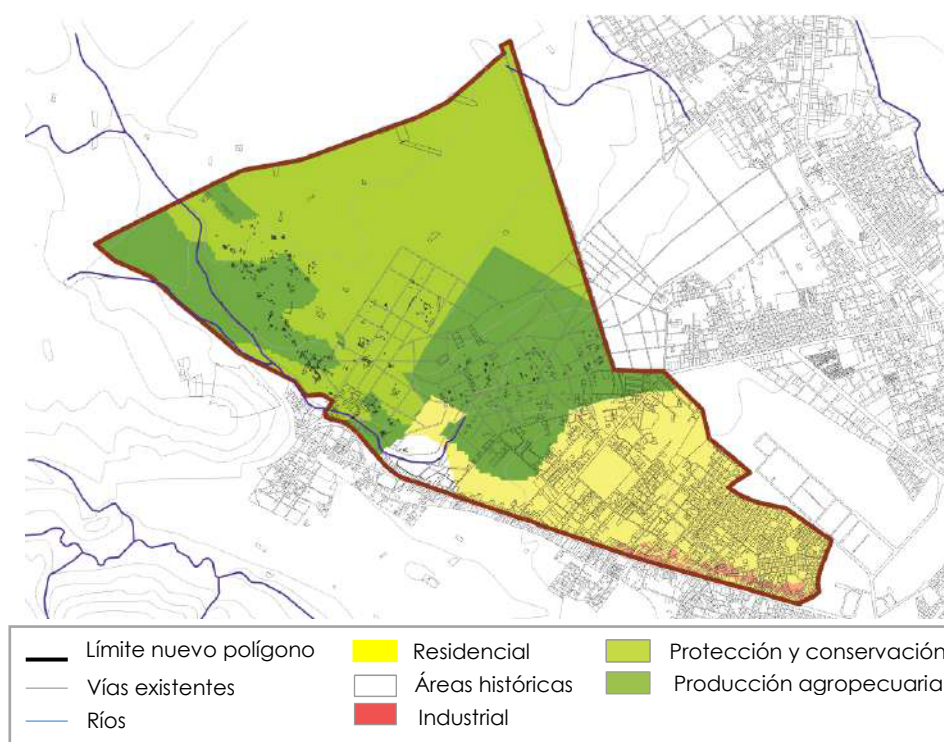 Límite nuevo polígono
Vías existentes
Ríos
Residencial
Áreas históricas
Industrial
Protección y conservación
Producción agropecuaria